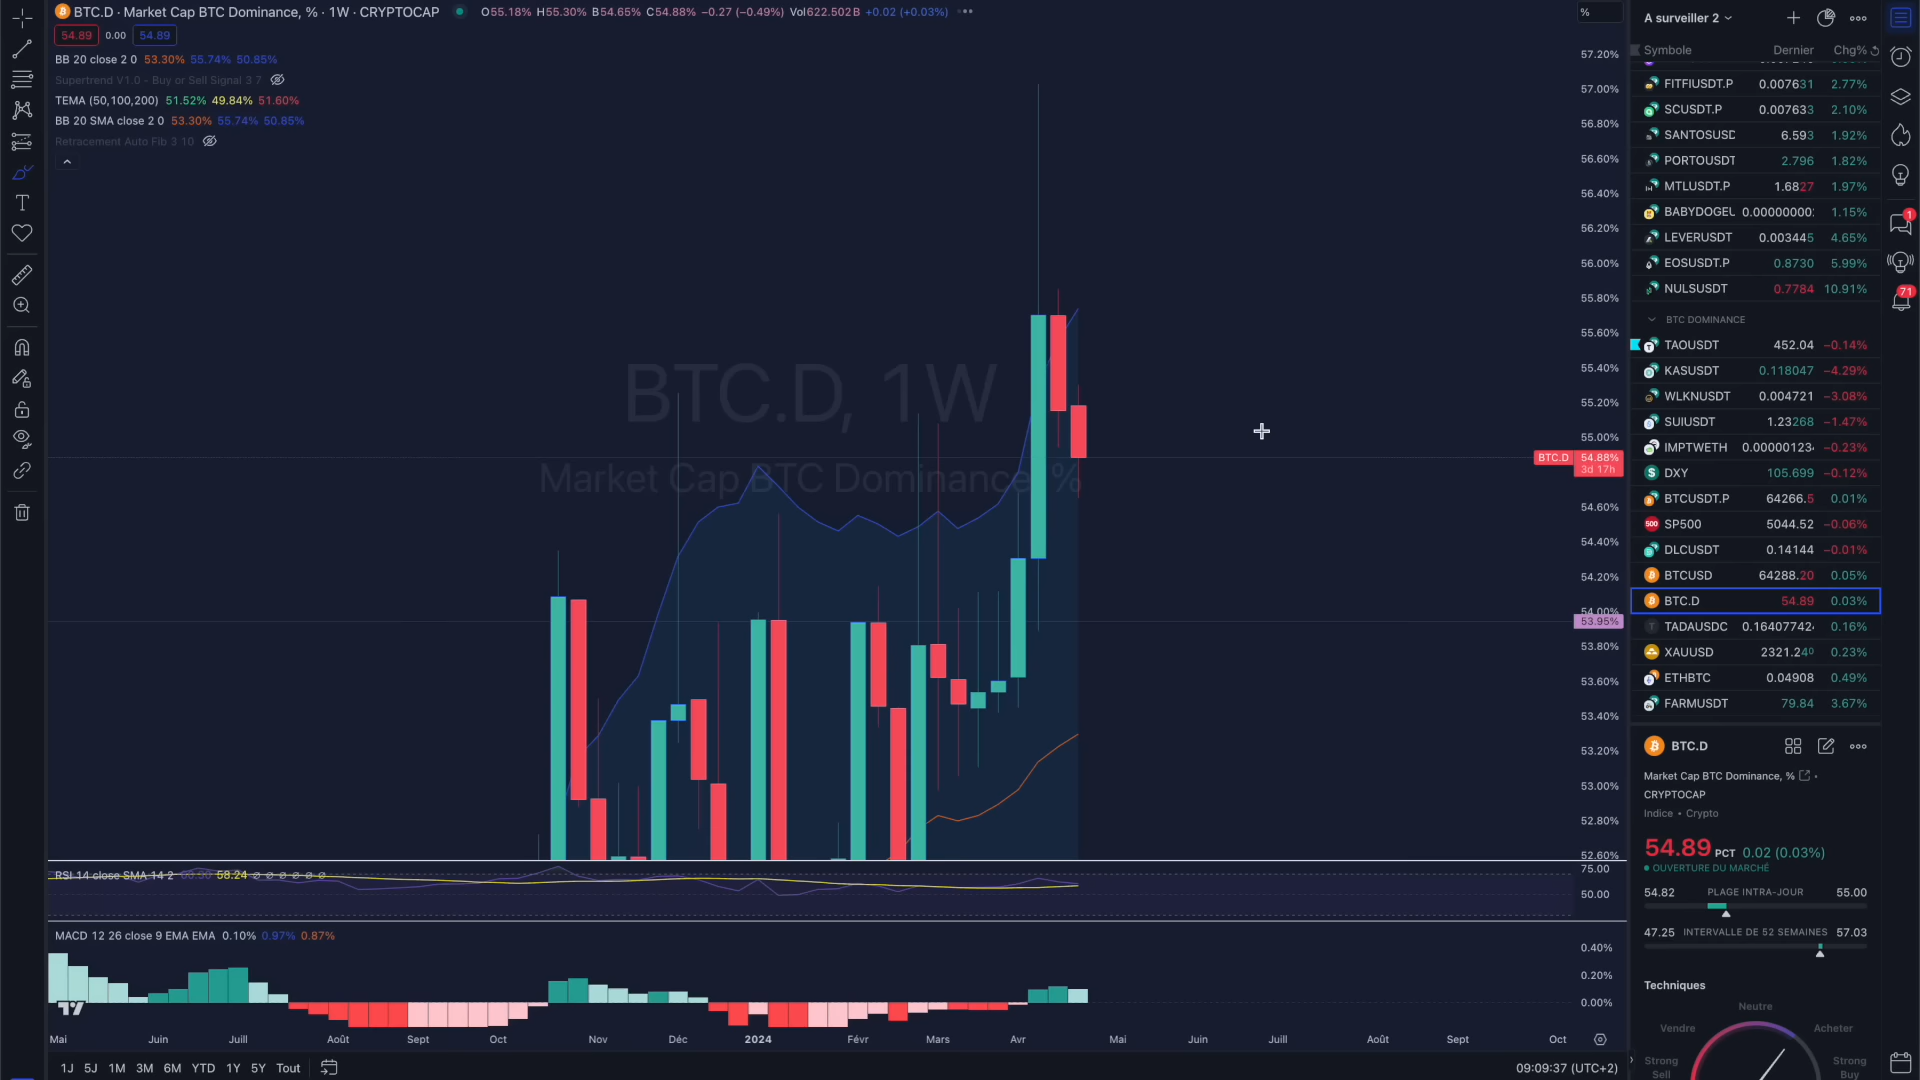 BTC.D · Market Cap BTC Dominance, % · 1W · CRYPTOCAP O55.18% H55.30% B54.65% C54.88% −0.27 (−0.49%) Vol622.502B +0.02 (+0.03%)
54.89 0.00 54.89
BB 20 close 2 0 53.30% 55.74% 50.85%
Supertrend V1.0 - Buy or Sell Signal 3 7
TEMA (50,100,200) 51.52% 49.84% 51.60%
BB 20 SMA close 2 0 53.30% 55.74% 50.85%
Retracement Auto Fib 3 10
BTC.D, 1W
Market Cap BTC Dominance, %
%
57.20%
57.00%
56.80%
56.60%
56.40%
56.20%
56.00%
55.80%
55.60%
55.40%
55.20%
55.00%
BTC.D 54.88%
3d 17h
54.60%
54.40%
54.20%
54.00%
53.95%
53.80%
53.60%
53.40%
53.20%
53.00%
52.80%
52.60%
RSI 14 close SMA 14 2 58.24 ∅ ∅ ∅ ∅ ∅ ∅
75.00
50.00
MACD 12 26 close 9 EMA EMA 0.10% 0.97% 0.87%
0.40%
0.20%
0.00%
Mai Juin Juill Août Sept Oct Nov Déc 2024 Févr Mars Avr Mai Juin Juill Août Sept Oct
1J 5J 1M 3M 6M YTD 1Y 5Y Tout
09:09:37 (UTC+2)
A surveiller 2
Symbole Dernier Chg%
FITFIUSDT.P 0.007631 2.77%
SCUSDT.P 0.007633 2.10%
SANTOSUSD 6.593 1.92%
PORTOUSDT 2.796 1.82%
MTLUSDT.P 1.6827 1.97%
BABYDOGEU 0.00000000 1.15%
LEVERUSDT 0.003445 4.65%
EOSUSDT.P 0.8730 5.99%
NULSUSDT 0.7784 10.91%
BTC DOMINANCE
TAOUSDT 452.04 −0.14%
KASUSDT 0.118047 −4.29%
WLKNUSDT 0.004721 −3.08%
SUIUSDT 1.23268 −1.47%
IMPTWETH 0.00000123 −0.23%
DXY 105.699 −0.12%
BTCUSDT.P 64266.5 0.01%
500 SP500 5044.52 −0.06%
DLCUSDT 0.14144 −0.01%
BTCUSD 64288.20 0.05%
BTC.D 54.89 0.03%
TADAUSDC 0.1640774 0.16%
XAUUSD 2321.240 0.23%
ETHBTC 0.04908 0.49%
FARMUSDT 79.84 3.67%
BTC.D
Market Cap BTC Dominance, %
CRYPTOCAP
Indice • Crypto
54.89 PCT 0.02 (0.03%)
OUVERTURE DU MARCHÉ
54.82 PLAGE INTRA-JOUR 55.00
47.25 INTERVALLE DE 52 SEMAINES 57.03
Techniques
Neutre
Vendre Acheter
Strong Sell
Strong Buy
1
71